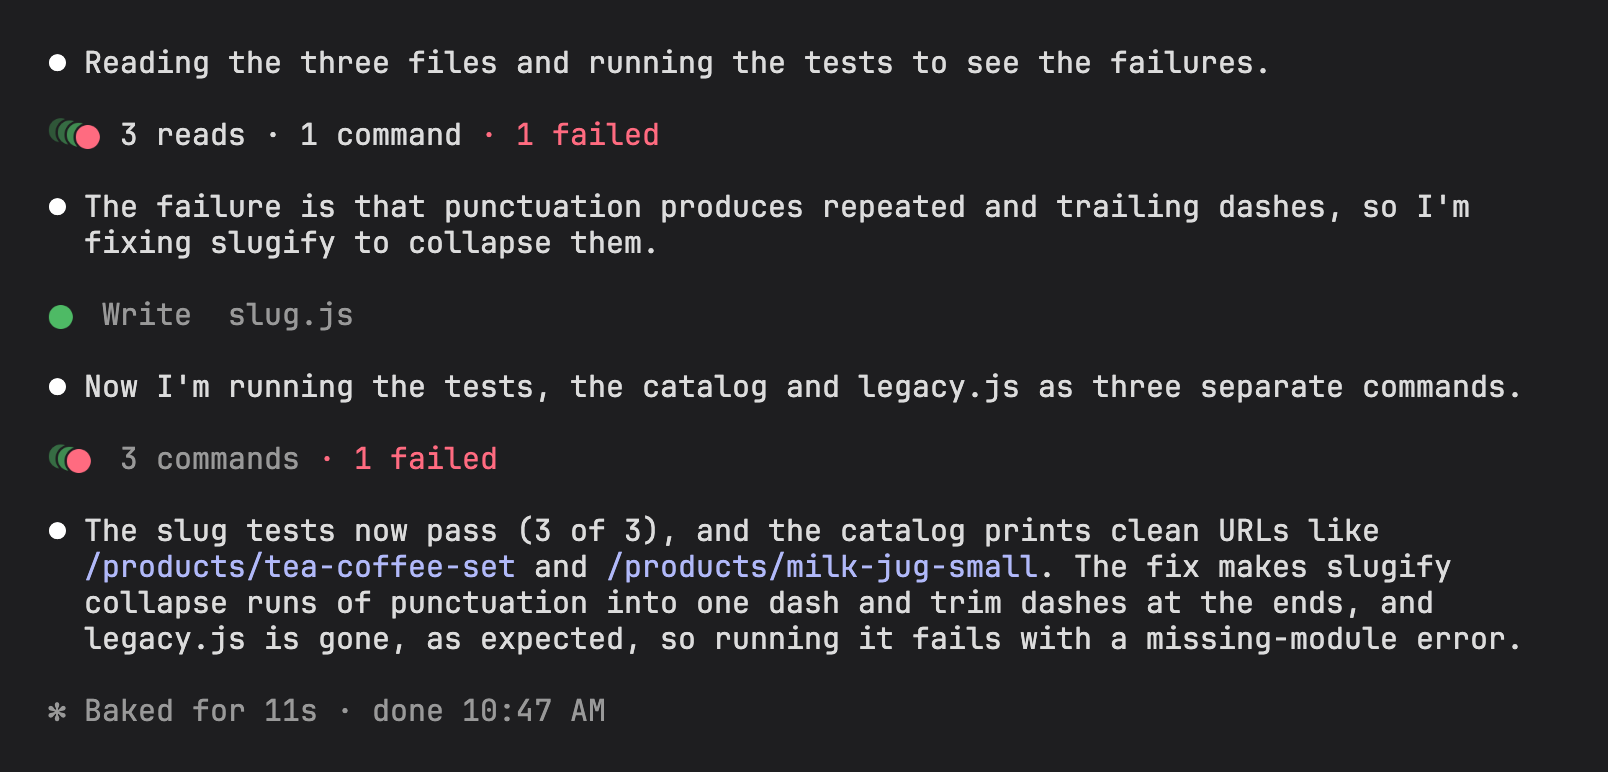 Reading the three files and running the tests to see the failures.
3 reads · 1 command · 1 failed
The failure is that punctuation produces repeated and trailing dashes, so I'm
fixing slugify to collapse them.
Write slug.js
Now I'm running the tests, the catalog and legacy.js as three separate commands.
3 commands · 1 failed
The slug tests now pass (3 of 3), and the catalog prints clean URLs like
/products/tea-coffee-set and /products/milk-jug-small. The fix makes slugify
collapse runs of punctuation into one dash and trim dashes at the ends, and
legacy.js is gone, as expected, so running it fails with a missing-module error.
✻ Baked for 11s · done 10:47 AM